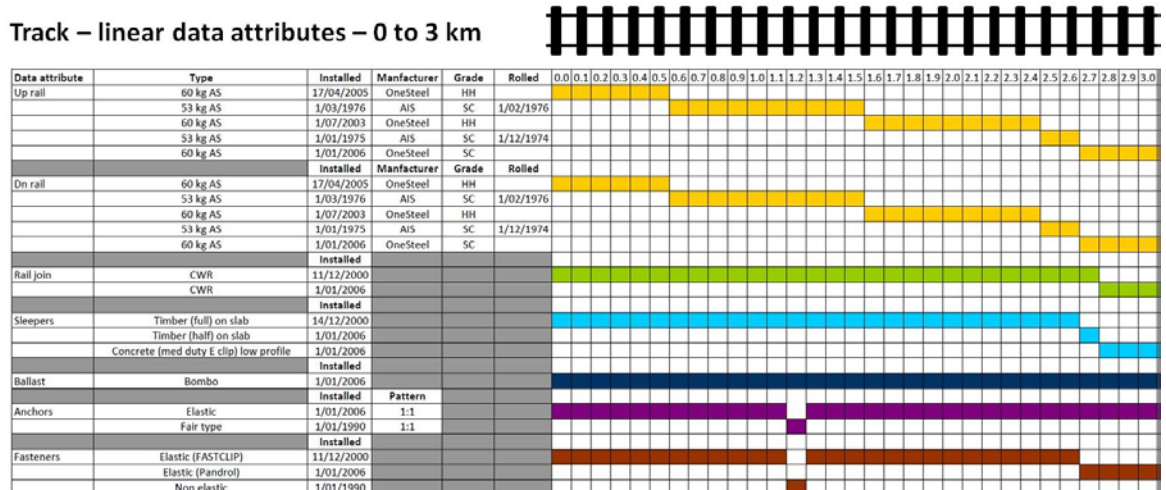 Track – linear data attributes – 0 to 3 km
Data attribute Type Installed Manfacturer Grade Rolled 0.0 0.1 0.2 0.3 0.4 0.5 0.6 0.7 0.8 0.9 1.0 1.1 1.2 1.3 1.4 1.5 1.6 1.7 1.8 1.9 2.0 2.1 2.2 2.3 2.4 2.5 2.6 2.7 2.8 2.9 3.0
Up rail 60 kg AS 17/04/2005 OneSteel HH
53 kg AS 1/03/1976 AIS SC 1/02/1976
60 kg AS 1/07/2003 OneSteel HH
53 kg AS 1/01/1975 AIS SC 1/12/1974
60 kg AS 1/01/2006 OneSteel SC
Installed Manfacturer Grade Rolled
Dn rail 60 kg AS 17/04/2005 OneSteel HH
53 kg AS 1/03/1976 AIS SC 1/02/1976
60 kg AS 1/07/2003 OneSteel HH
53 kg AS 1/01/1975 AIS SC 1/12/1974
60 kg AS 1/01/2006 OneSteel SC
Installed
Rail join CWR 11/12/2000
CWR 1/01/2006
Installed
Sleepers Timber (full) on slab 14/12/2000
Timber (half) on slab 1/01/2006
Concrete (med duty E clip) low profile 1/01/2006
Installed
Ballast Bombo 1/01/2006
Installed Pattern
Anchors Elastic 1/01/2006 1:1
Fair type 1/01/1990 1:1
Installed
Fasteners Elastic (FASTCLIP) 11/12/2000
Elastic (Pandrol) 1/01/2006
Non elastic 1/01/1990